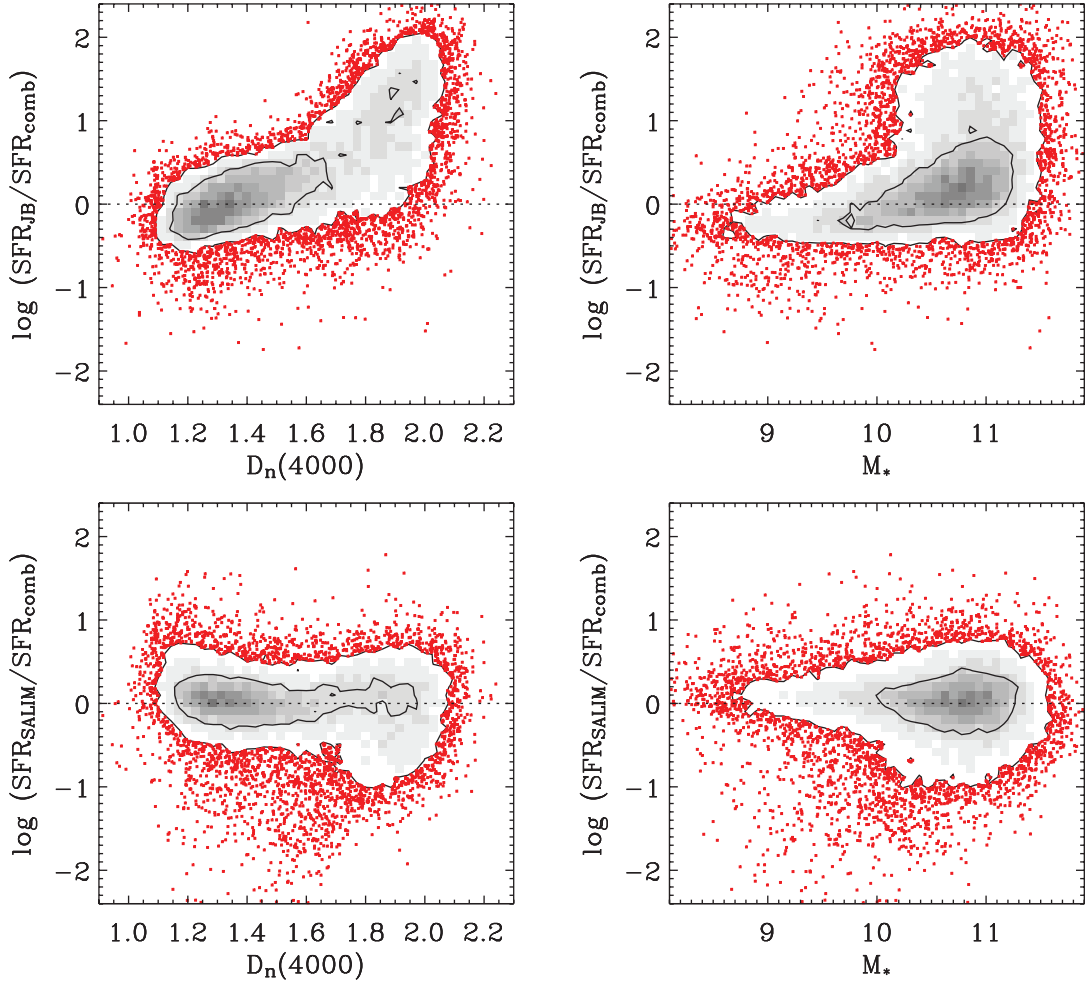 log (SFR_JB/SFR_comb)
2
1
0
−1
−2
1.0 1.2 1.4 1.6 1.8 2.0 2.2
D_n(4000)
log (SFR_JB/SFR_comb)
2
1
0
−1
−2
9 10 11
M_*
log (SFR_SALIM/SFR_comb)
2
1
0
−1
−2
1.0 1.2 1.4 1.6 1.8 2.0 2.2
D_n(4000)
log (SFR_SALIM/SFR_comb)
2
1
0
−1
−2
9 10 11
M_*